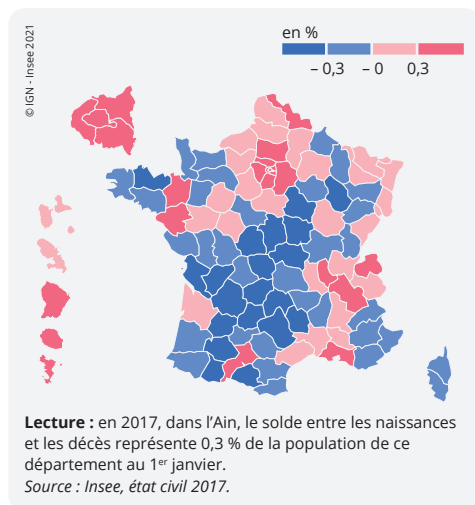 © IGN - Insee 2021
en %
– 0,3 – 0 0,3
Lecture : en 2017, dans l’Ain, le solde entre les naissances
et les décès représente 0,3 % de la population de ce
département au 1er janvier.
Source : Insee, état civil 2017.